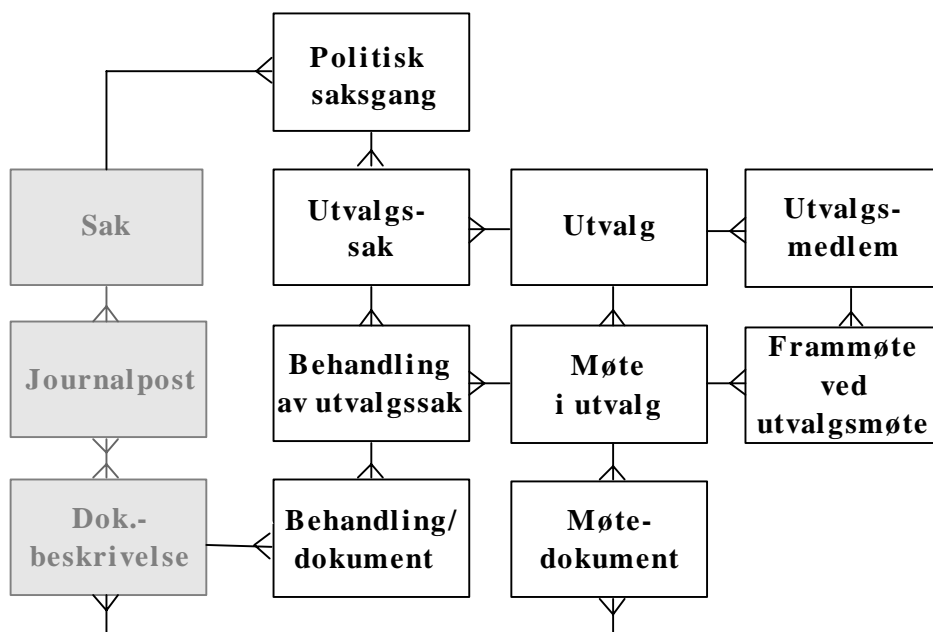 Politisk
saksgang
Sak
Utvalgs-
sak
Utvalg
Utvalgs-
medlem
Journalpost
Behandling
av utvalgssak
Møte
i utvalg
Frammøte
ved
utvalgsmøte
Dok.-
beskrivelse
Behandling/
dokument
Møte-
dokument